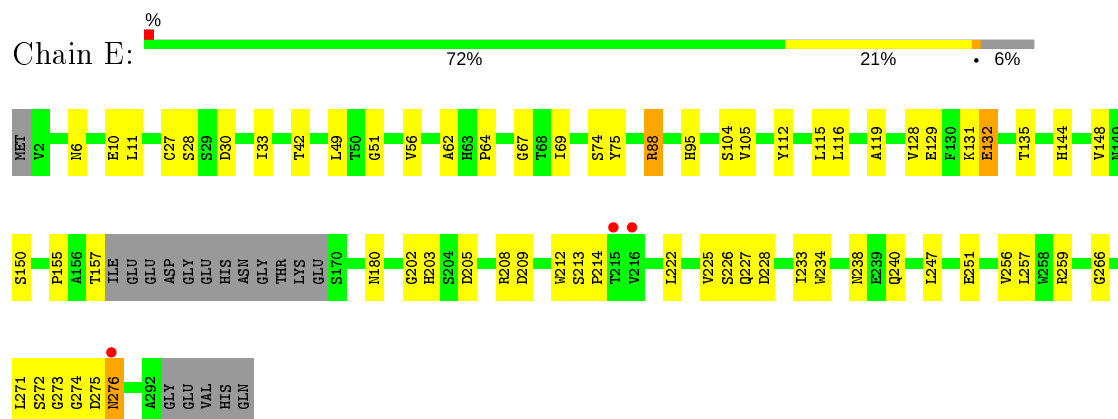 %
Chain E:
72% 21% • 6%
MET V2 N6 E10 L11 C27 S28 S29 D30 I33 T42 L49 T50 G51 V56 A62 H63 P64 G67 T68 I69 S74 Y75 R88 H95 S104 V105 Y112 L115 L116 A119 V128 E129 F130 K131 E132 T135 H144 V148 N149
S150 P155 A156 T157 ILE GLU GLU ASP GLY GLU HIS ASN GLY THR LYS GLU S170 N180 G202 H203 S204 D205 R208 D209 W212 S213 P214 T215 V216 L222 V225 S226 Q227 D228 I233 W234 N238 E239 Q240 L247 E251 V256 L257 W258 R259 G266
L271 S272 G273 G274 D275 N276 A292 GLY GLU VAL HIS GLN